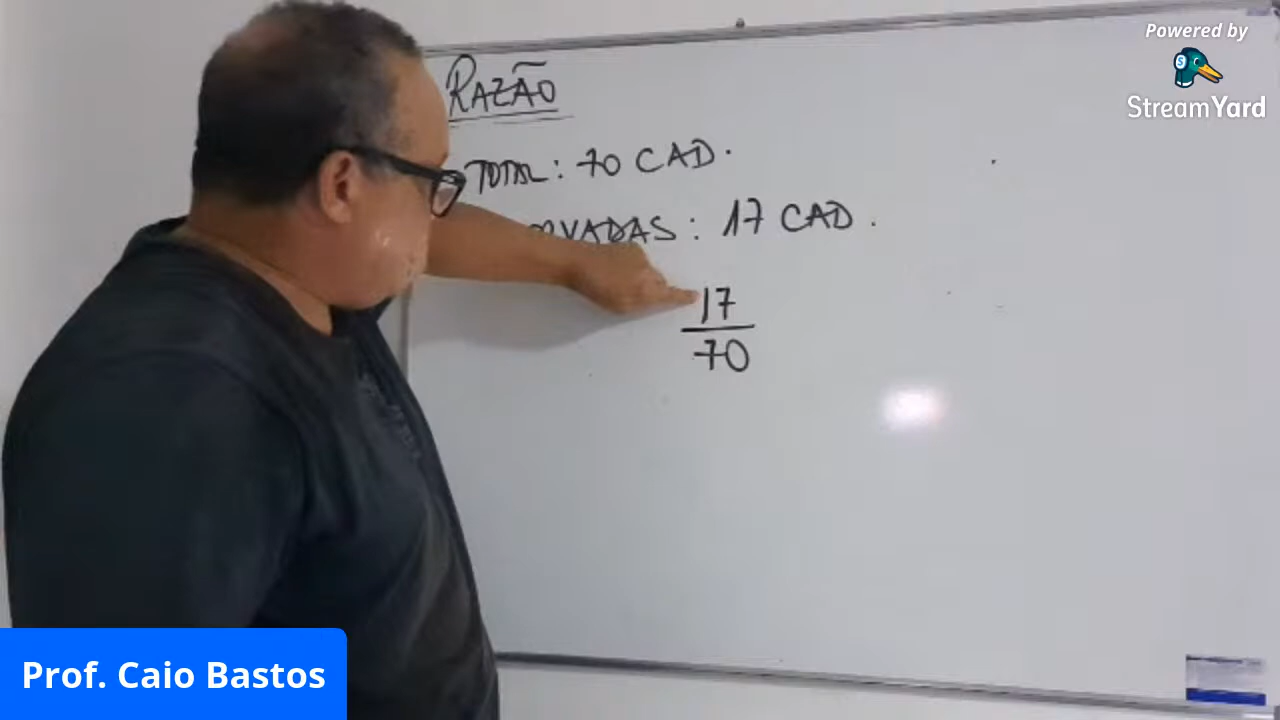 Powered by
StreamYard
RAZÃO
TOTAL: 70 CAD.
: 17 CAD.
17
70
Prof. Caio Bastos